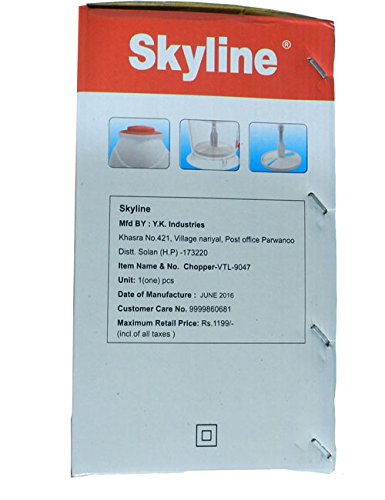 Skyline ®
Skyline
Mfd BY : Y.K. Industries
Khasra No.421, Village nariyal, Post office Parwanoo
Distt. Solan (H.P) -173220
Item Name & No. Chopper-VTL-9047
Unit: 1(one) pcs
Date of Manufacture : JUNE 2016
Customer Care No. 9999860681
Maximum Retail Price: Rs.1199/-
(incl.of all taxes )